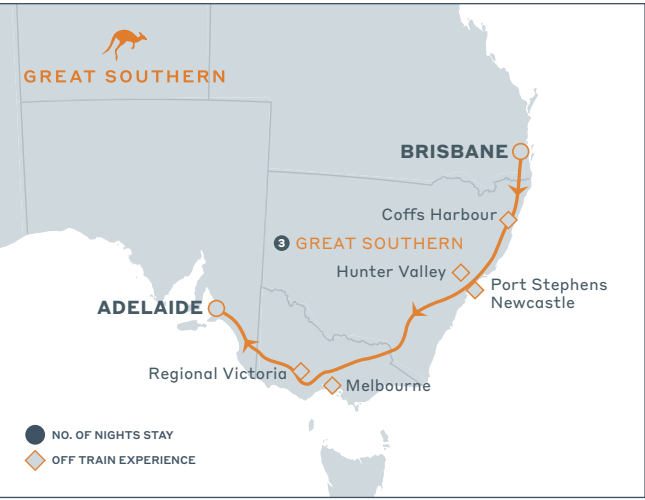 GREAT SOUTHERN
BRISBANE
Coffs Harbour
3 GREAT SOUTHERN
Hunter Valley
Port Stephens
Newcastle
ADELAIDE
Regional Victoria
Melbourne
NO. OF NIGHTS STAY
OFF TRAIN EXPERIENCE